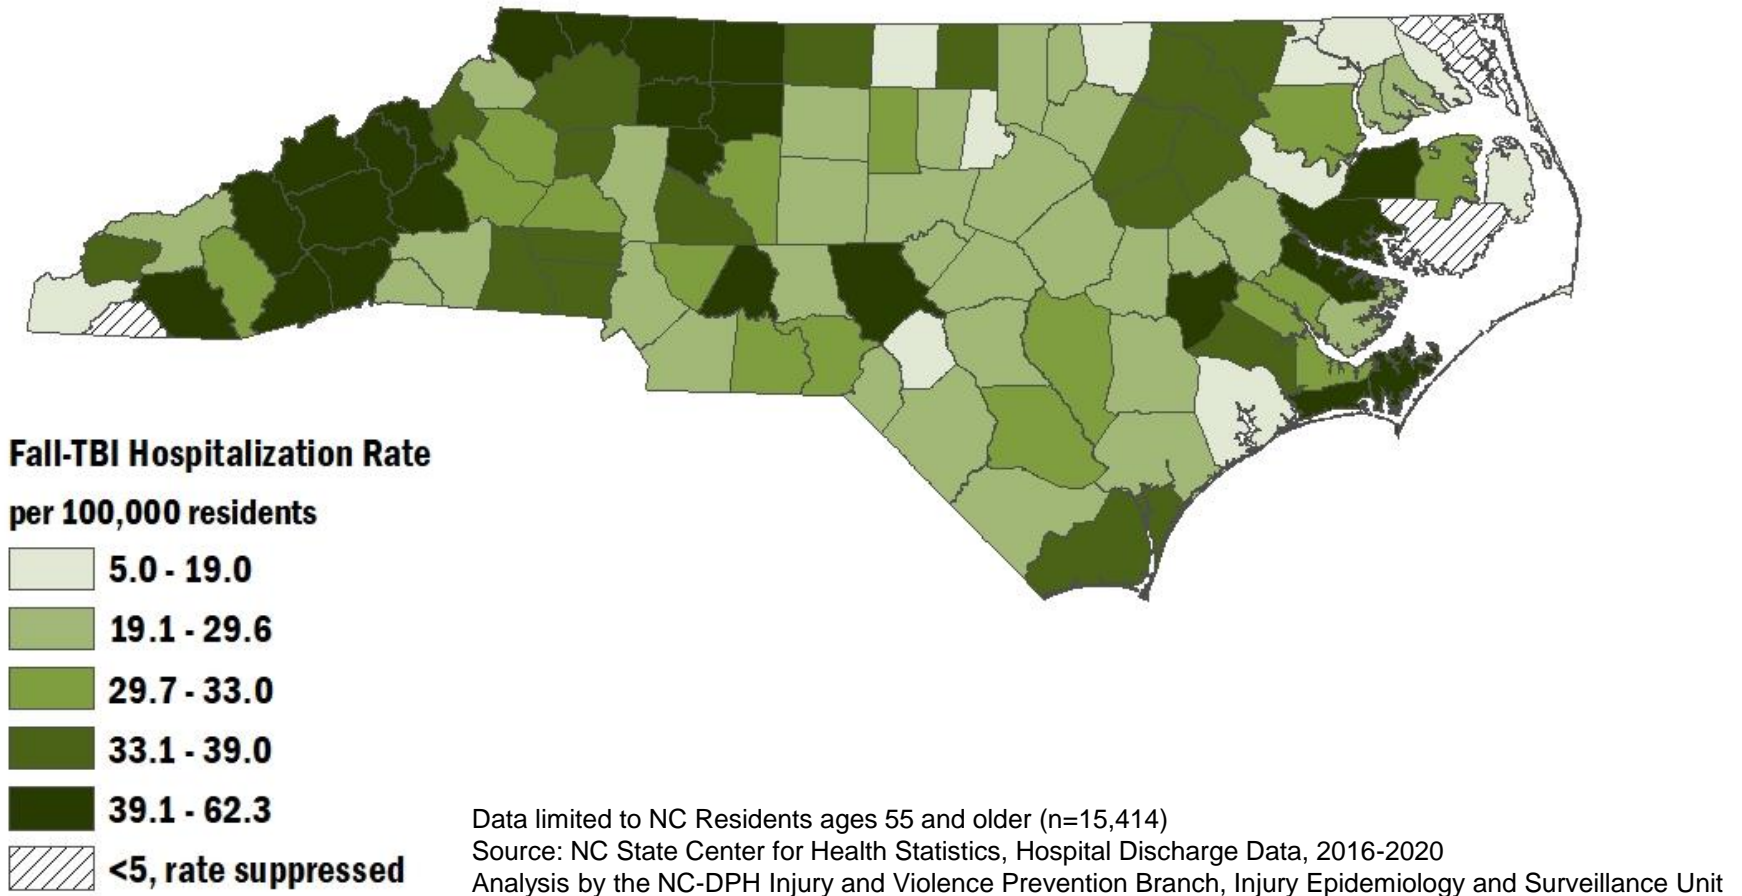 Fall-TBI Hospitalization Rate
per 100,000 residents
5.0 - 19.0
19.1 - 29.6
29.7 - 33.0
33.1 - 39.0
39.1 - 62.3
<5, rate suppressed
Data limited to NC Residents ages 55 and older (n=15,414)
Source: NC State Center for Health Statistics, Hospital Discharge Data, 2016-2020
Analysis by the NC-DPH Injury and Violence Prevention Branch, Injury Epidemiology and Surveillance Unit